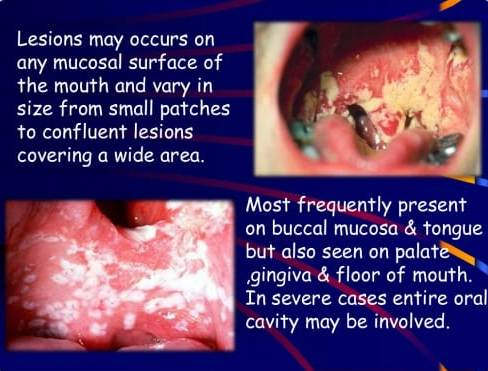 Lesions may occurs on
any mucosal surface of
the mouth and vary in
size from small patches
to confluent lesions
covering a wide area.
Most frequently present
on buccal mucosa & tongue
but also seen on palate
,gingiva & floor of mouth.
In severe cases entire oral
cavity may be involved.